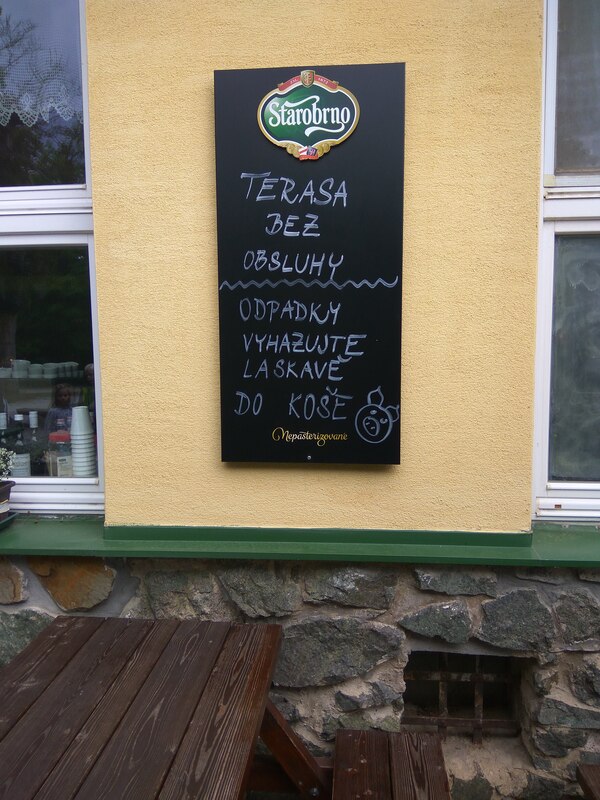 Starobrno
TERASA
BEZ
OBSLUHY
ODPADKY
VYHAZUJTE
LASKAVĚ
DO KOŠE
Nepasterizované